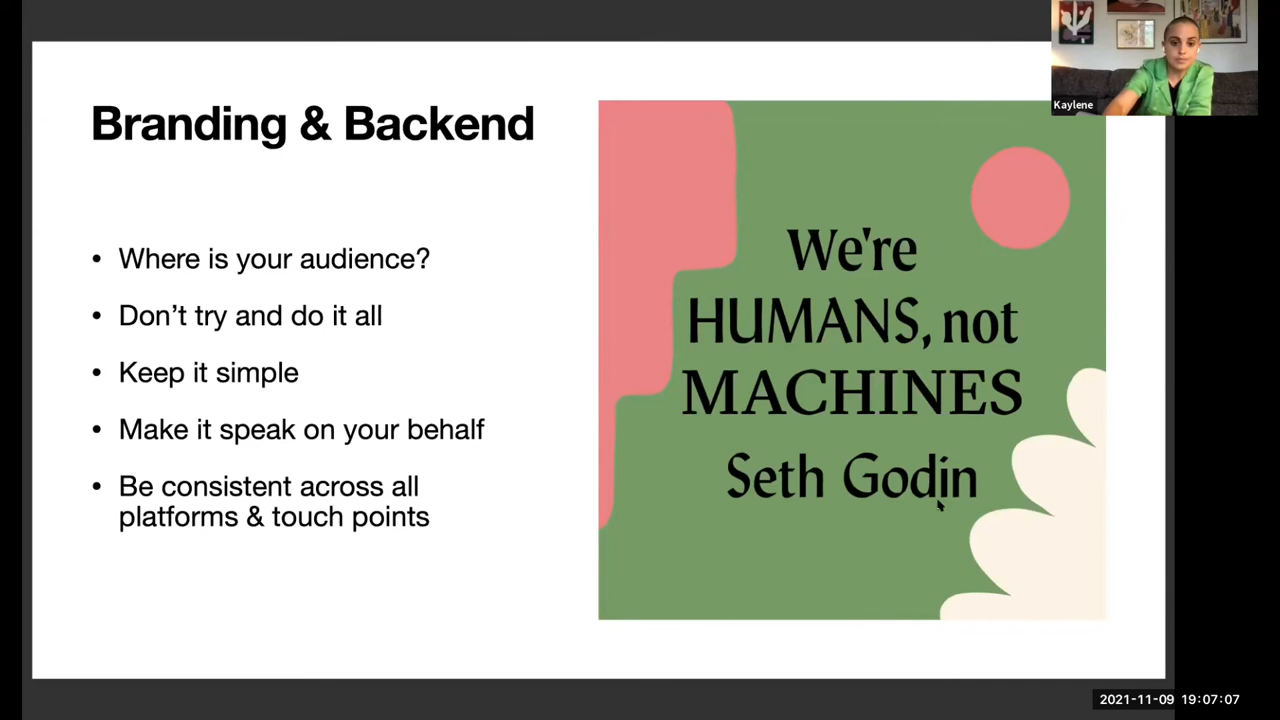 Branding & Backend
• Where is your audience?
• Don’t try and do it all
• Keep it simple
• Make it speak on your behalf
• Be consistent across all
platforms & touch points
We're
HUMANS, not
MACHINES
Seth Godin
Kaylene
2021-11-09 19:07:07